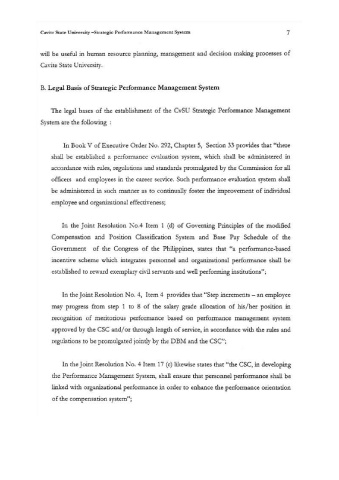 Cavite State University –Strategic Performance Management System 7
will be useful in human resource planning, management and decision making processes of
Cavite State University.
B. Legal Basis of Strategic Performance Management System
The legal bases of the establishment of the CvSU Strategic Performance Management
System are the following :
In Book V of Executive Order No. 292, Chapter 5, Section 33 provides that "there
shall be established a performance evaluation system, which shall be administered in
accordance with rules, regulations and standards promulgated by the Commission for all
officers and employees in the career service. Such performance evaluation system shall
be administered in such manner as to continually foster the improvement of individual
employee and organizational effectiveness;
In the Joint Resolution No.4 Item 1 (d) of Governing Principles of the modified
Compensation and Position Classification System and Base Pay Schedule of the
Government of the Congress of the Philippines, states that "a performance-based
incentive scheme which integrates personnel and organizational performance shall be
established to reward exemplary civil servants and well performing institutions";
In the Joint Resolution No. 4, Item 4 provides that "Step increments – an employee
may progress from step 1 to 8 of the salary grade allocation of his/her position in
recognition of meritorious performance based on performance management system
approved by the CSC and/or through length of service, in accordance with the rules and
regulations to be promulgated jointly by the DBM and the CSC";
In the Joint Resolution No. 4 Item 17 (c) likewise states that "the CSC, in developing
the Performance Management System, shall ensure that personnel performance shall be
linked with organizational performance in order to enhance the performance orientation
of the compensation system";